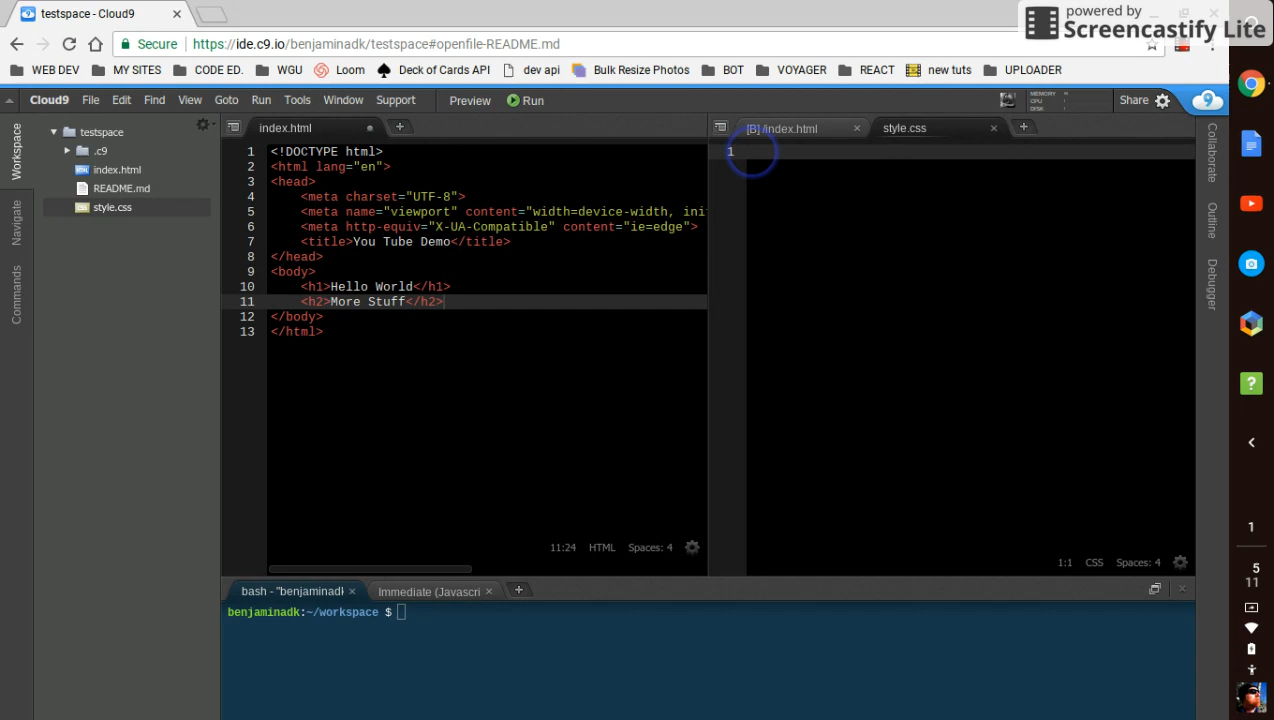 powered by
Screencastify Lite
testspace - Cloud9
Secure https://ide.c9.io/benjaminadk/testspace#openfile-README.md
WEB DEV MY SITES CODE ED. WGU Loom Deck of Cards API dev api Bulk Resize Photos BOT VOYAGER REACT new tuts UPLOADER
Cloud9 File Edit Find View Goto Run Tools Window Support Preview Run
MEMORY
CPU
DISK
Share
Workspace
Navigate
Commands
testspace
.c9
index.html
README.md
style.css
index.html
1 <!DOCTYPE html>
2 <html lang="en">
3 <head>
4 <meta charset="UTF-8">
5 <meta name="viewport" content="width=device-width, ini
6 <meta http-equiv="X-UA-Compatible" content="ie=edge">
7 <title>You Tube Demo</title>
8 </head>
9 <body>
10 <h1>Hello World</h1>
11 <h2>More Stuff</h2>
12 </body>
13 </html>
11:24 HTML Spaces: 4
[B] /index.html style.css
1
1:1 CSS Spaces: 4
Collaborate
Outline
Debugger
bash - "benjaminadk Immediate (Javascri
benjaminadk:~/workspace $
1
5
11